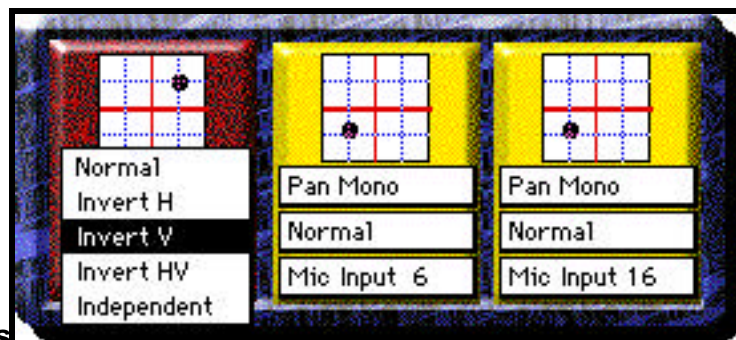 Normal
Invert H
Invert V
Invert HV
Independent
Pan Mono
Normal
Mic Input 6
Pan Mono
Normal
Mic Input 16
s